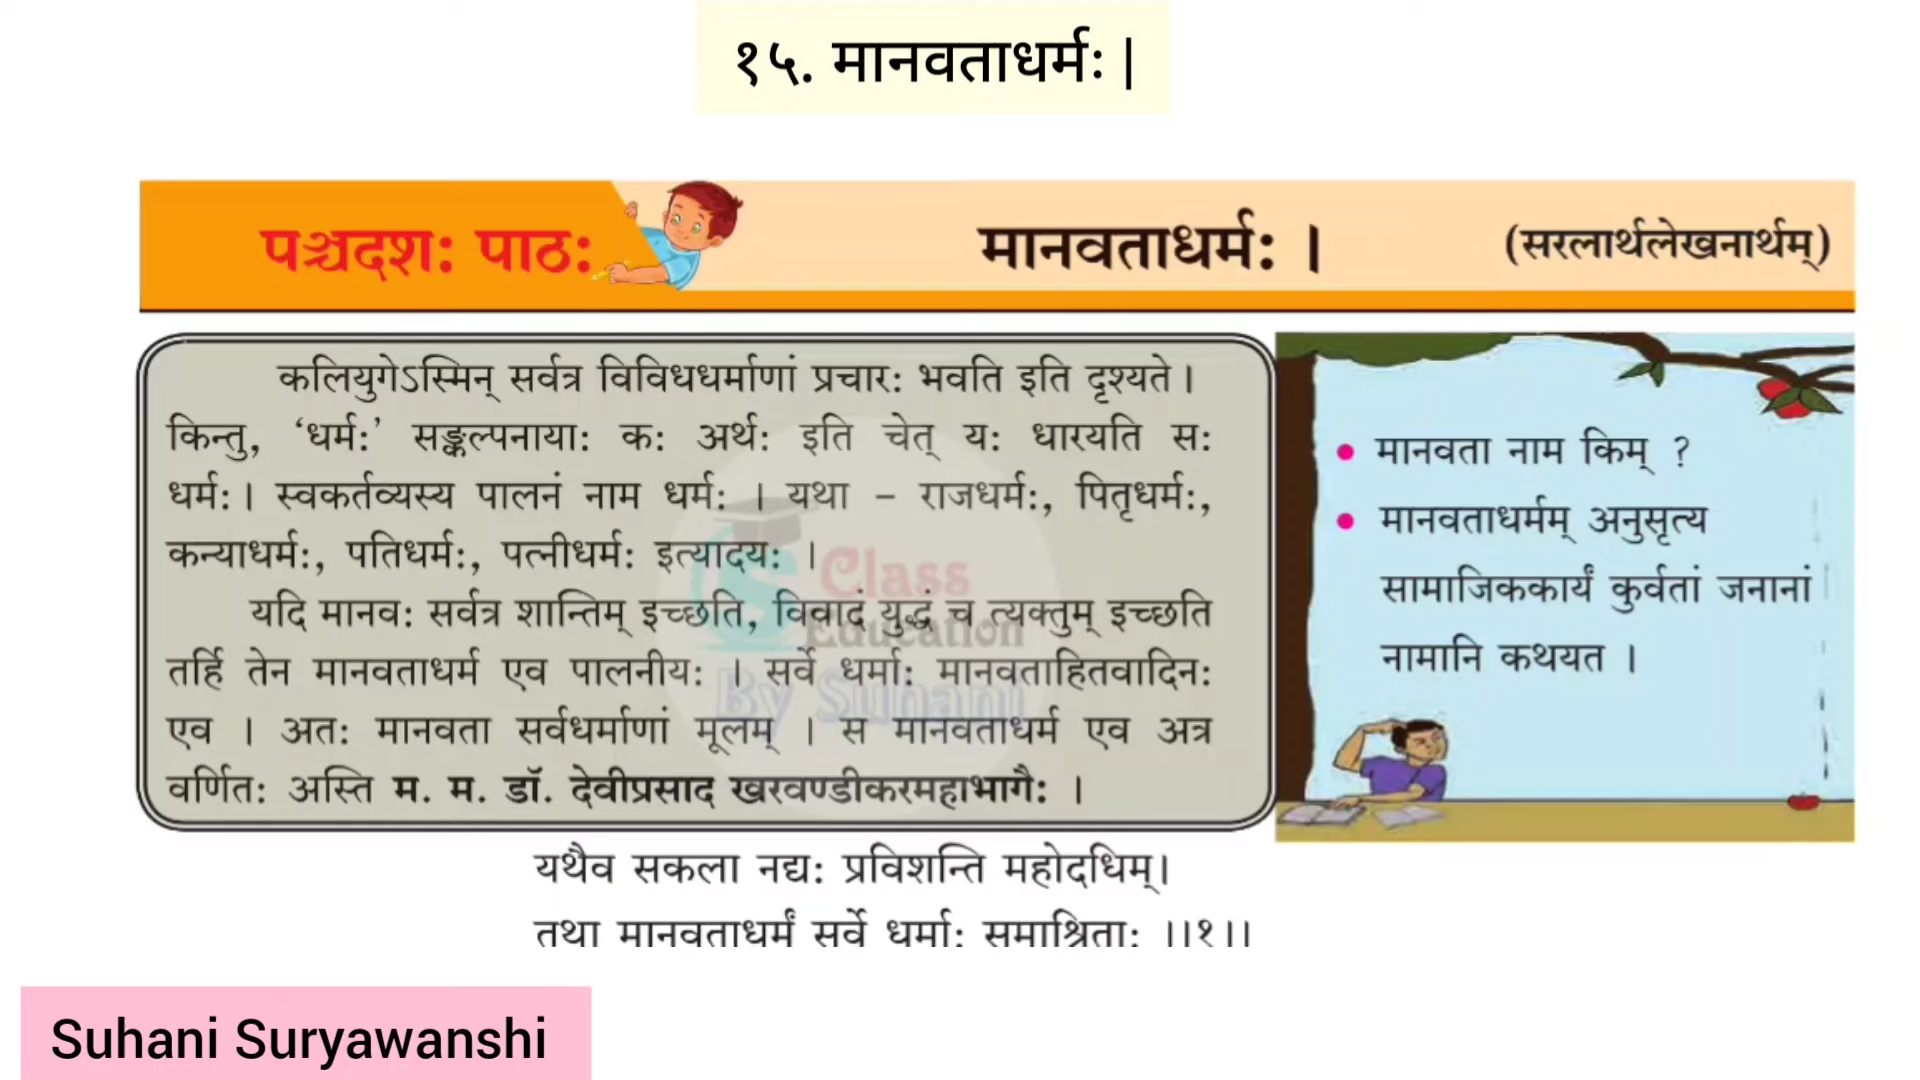 १५. मानवताधर्मः |
पञ्चदशः पाठः
मानवताधर्मः ।
(सरलार्थलेखनार्थम्)
कलियुगेऽस्मिन् सर्वत्र विविधधर्माणां प्रचारः भवति इति दृश्यते ।
किन्तु, ‘धर्मः’ सङ्कल्पनायाः कः अर्थः इति चेत् यः धारयति सः
धर्मः । स्वकर्तव्यस्य पालनं नाम धर्मः । यथा – राजधर्मः, पितृधर्मः,
कन्याधर्मः, पतिधर्मः, पत्नीधर्मः इत्यादयः ।
यदि मानवः सर्वत्र शान्तिम् इच्छति, विवादं युद्धं च त्यक्तुम् इच्छति
तर्हि तेन मानवताधर्म एव पालनीयः । सर्वे धर्माः मानवताहितवादिनः
एव । अतः मानवता सर्वधर्माणां मूलम् । स मानवताधर्म एव अत्र
वर्णितः अस्ति म. म. डॉ. देवीप्रसाद खरवण्डीकरमहाभागैः ।
• मानवता नाम किम् ?
• मानवताधर्मम् अनुसृत्य
सामाजिककार्यं कुर्वतां जनानां
नामानि कथयत ।
Class
Education
By Suhani
यथैव सकला नद्यः प्रविशन्ति महोदधिम्।
तथा मानवताधर्मं सर्वे धर्माः समाश्रिताः ।।१।।
Suhani Suryawanshi